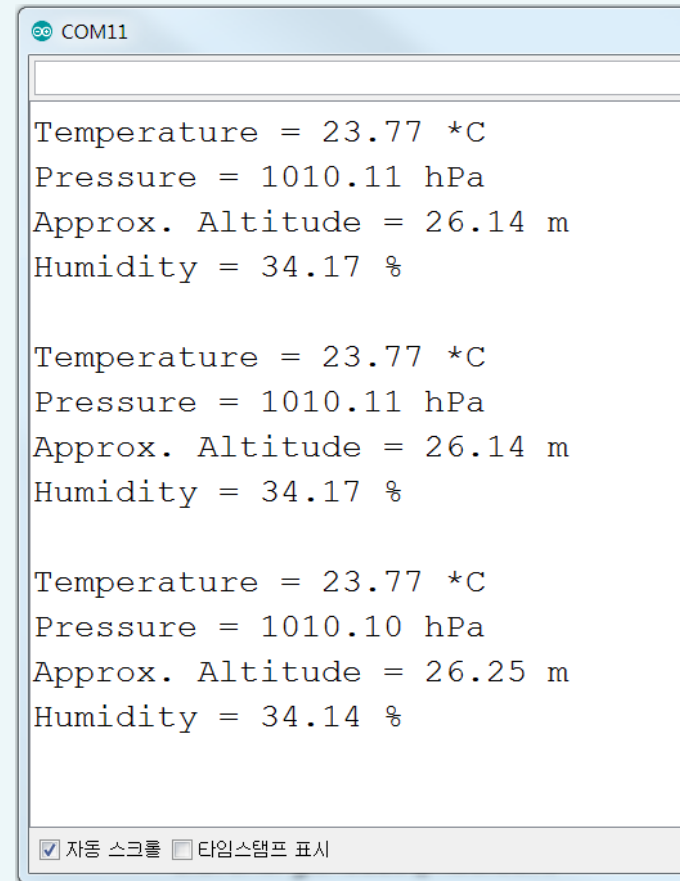 COM11
Temperature = 23.77 *C
Pressure = 1010.11 hPa
Approx. Altitude = 26.14 m
Humidity = 34.17 %
Temperature = 23.77 *C
Pressure = 1010.11 hPa
Approx. Altitude = 26.14 m
Humidity = 34.17 %
Temperature = 23.77 *C
Pressure = 1010.10 hPa
Approx. Altitude = 26.25 m
Humidity = 34.14 %
자동 스크롤 타임스탬프 표시